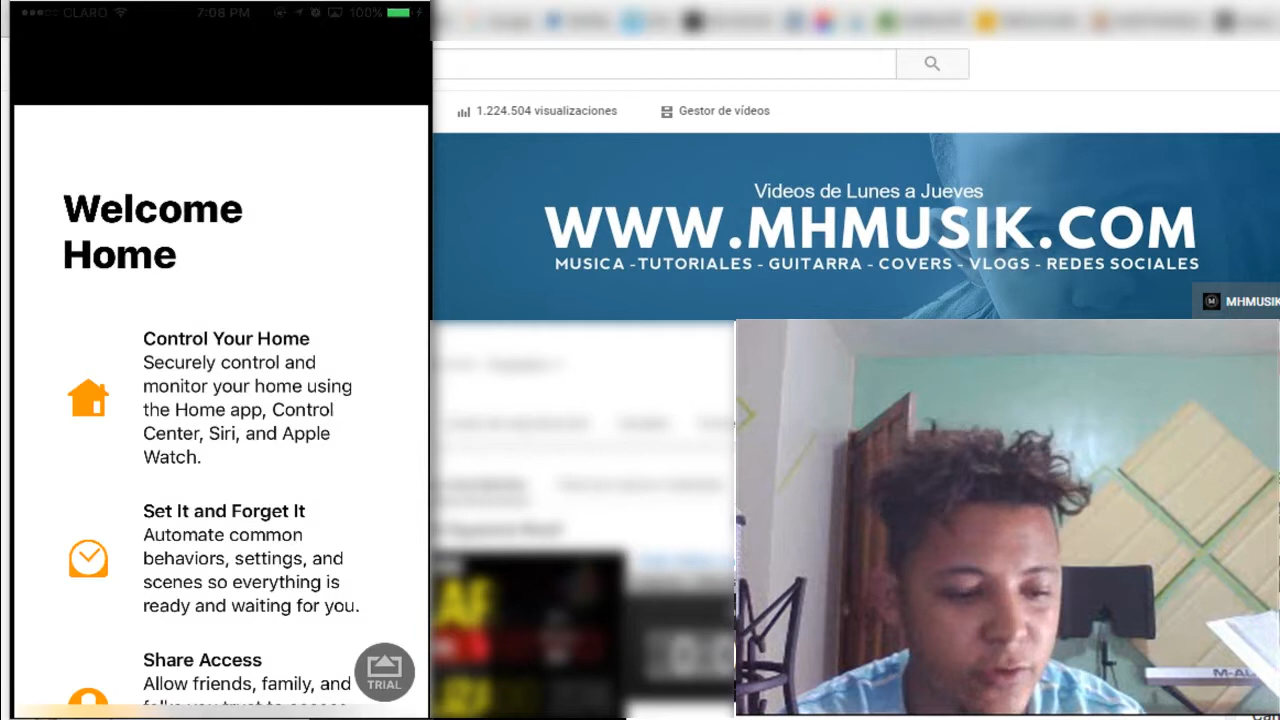 CLARO
7:08 PM
100%
Welcome
Home
Control Your Home
Securely control and
monitor your home using
the Home app, Control
Center, Siri, and Apple
Watch.
Set It and Forget It
Automate common
behaviors, settings, and
scenes so everything is
ready and waiting for you.
Share Access
Allow friends, family, and
TRIAL
1.224.504 visualizaciones
Gestor de vídeos
Videos de Lunes a Jueves
WWW.MHMUSIK.COM
MUSICA -TUTORIALES - GUITARRA - COVERS - VLOGS - REDES SOCIALES
MHMUSIK
M-AU